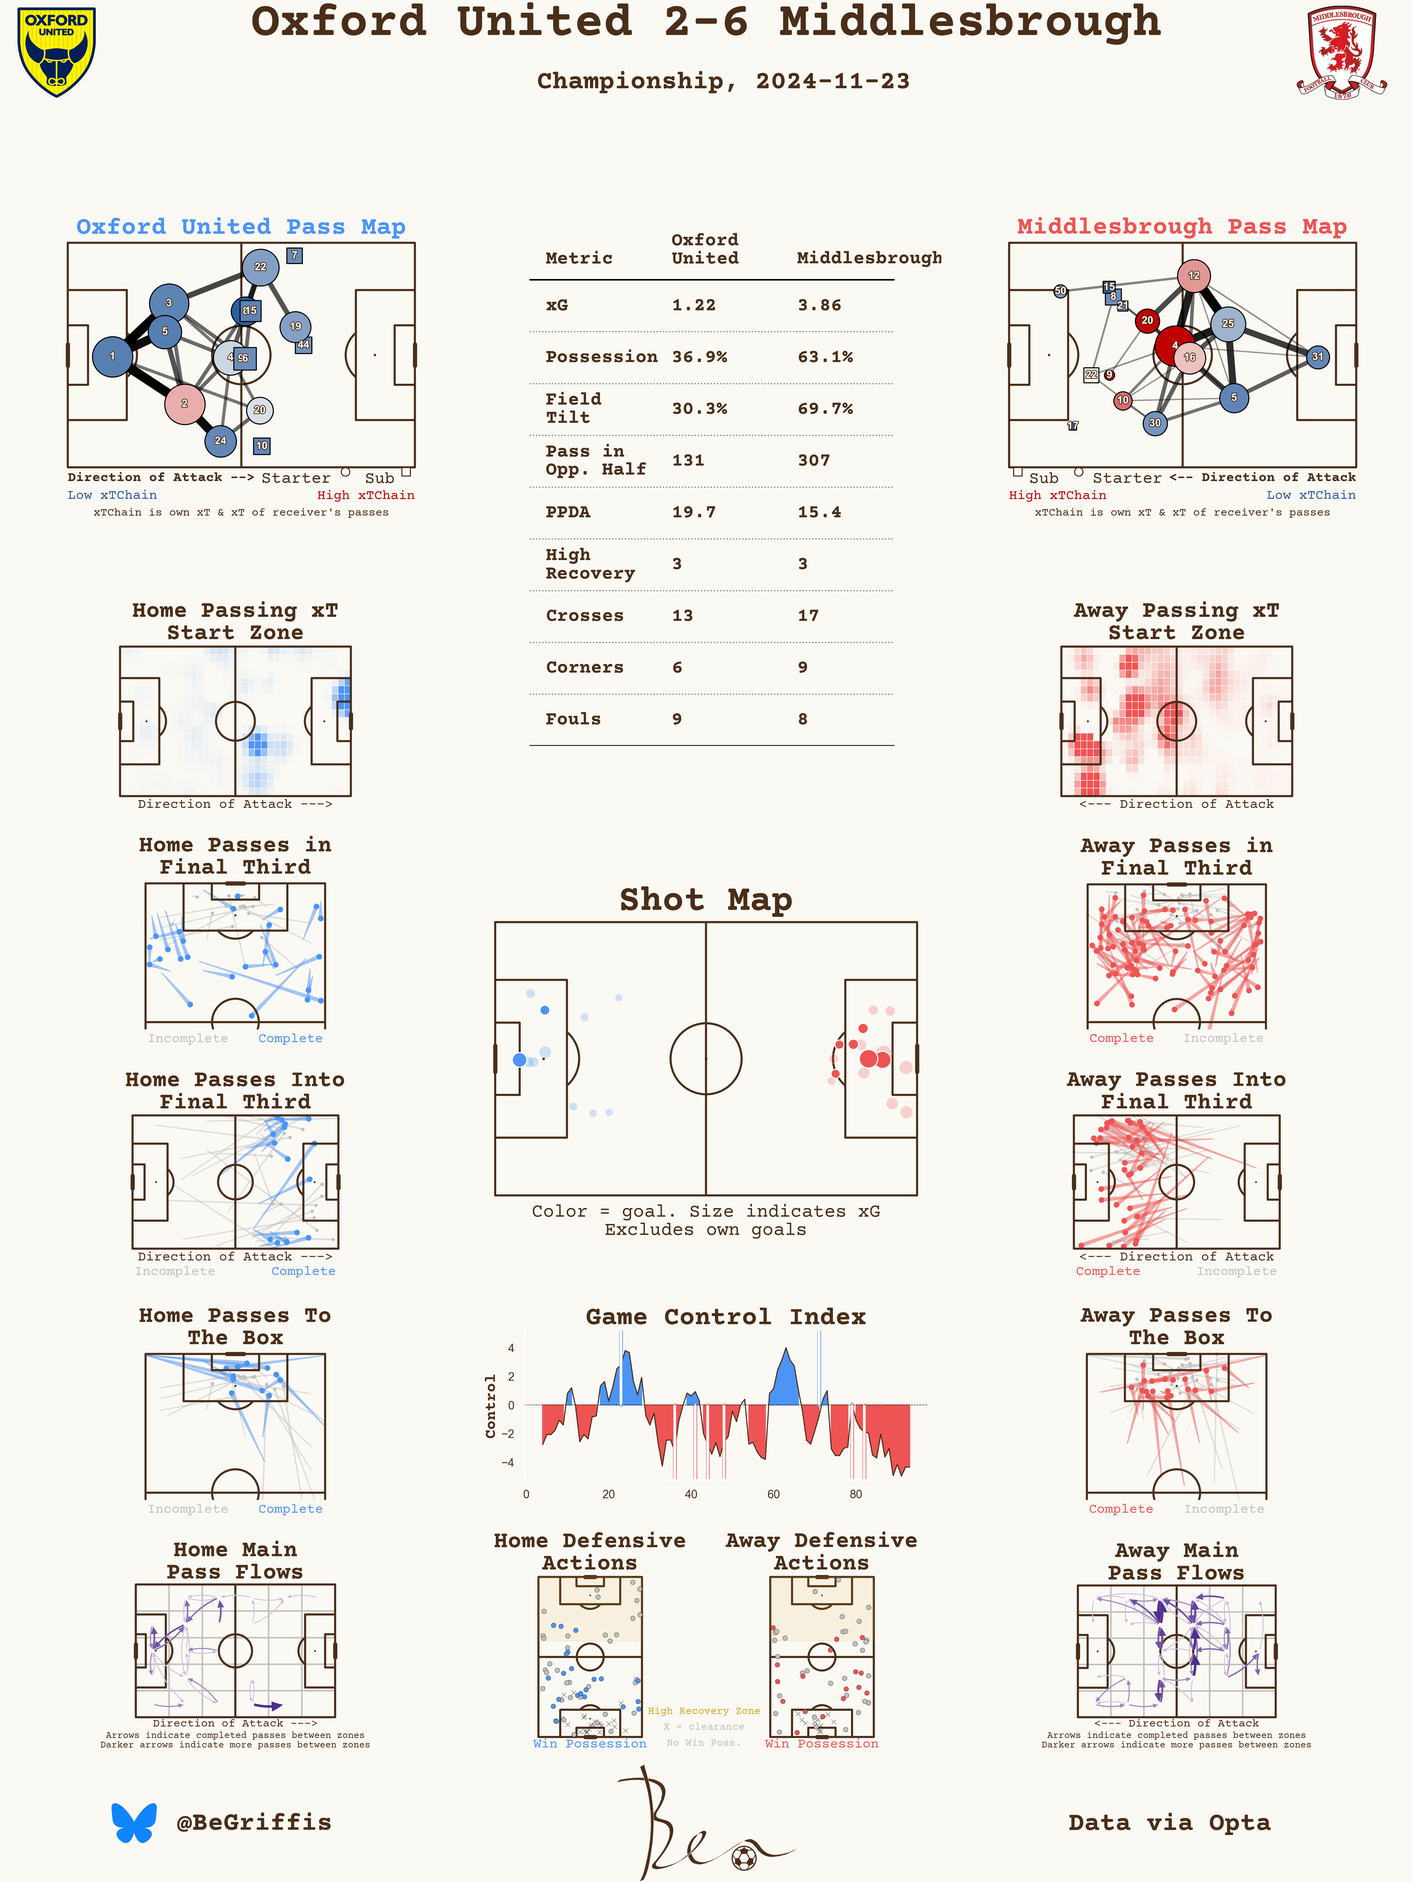 Oxford United 2-6 Middlesbrough
Championship, 2024-11-23
OXFORD
UNITED
MIDDLESBROUGH
FOOTBALL CLUB
1876
Oxford United Pass Map
7
22
3
8
15
5
19
44
1
4
9
6
2
20
24
10
Direction of Attack --> Starter Sub
Low xTChain High xTChain
xTChain is own xT & xT of receiver's passes
Metric Oxford United Middlesbrough
xG 1.22 3.86
Possession 36.9% 63.1%
Field Tilt 30.3% 69.7%
Pass in Opp. Half 131 307
PPDA 19.7 15.4
High Recovery 3 3
Crosses 13 17
Corners 6 9
Fouls 9 8
Middlesbrough Pass Map
12
50
15
8
21
20
25
4
16
31
22
9
10
5
30
17
Sub Starter <-- Direction of Attack
High xTChain Low xTChain
xTChain is own xT & xT of receiver's passes
Home Passing xT
Start Zone
Direction of Attack --->
Away Passing xT
Start Zone
<--- Direction of Attack
Home Passes in
Final Third
Incomplete Complete
Away Passes in
Final Third
Complete Incomplete
Shot Map
Color = goal. Size indicates xG
Excludes own goals
Home Passes Into
Final Third
Direction of Attack --->
Incomplete Complete
Away Passes Into
Final Third
<--- Direction of Attack
Complete Incomplete
Home Passes To
The Box
Incomplete Complete
Game Control Index
Control
4
2
0
−2
−4
0 20 40 60 80
Away Passes To
The Box
Complete Incomplete
Home Main
Pass Flows
Direction of Attack --->
Arrows indicate completed passes between zones
Darker arrows indicate more passes between zones
Home Defensive
Actions
Win Possession
Away Defensive
Actions
Win Possession
High Recovery Zone
X = clearance
No Win Poss.
Away Main
Pass Flows
<--- Direction of Attack
Arrows indicate completed passes between zones
Darker arrows indicate more passes between zones
@BeGriffis
Ben
Data via Opta